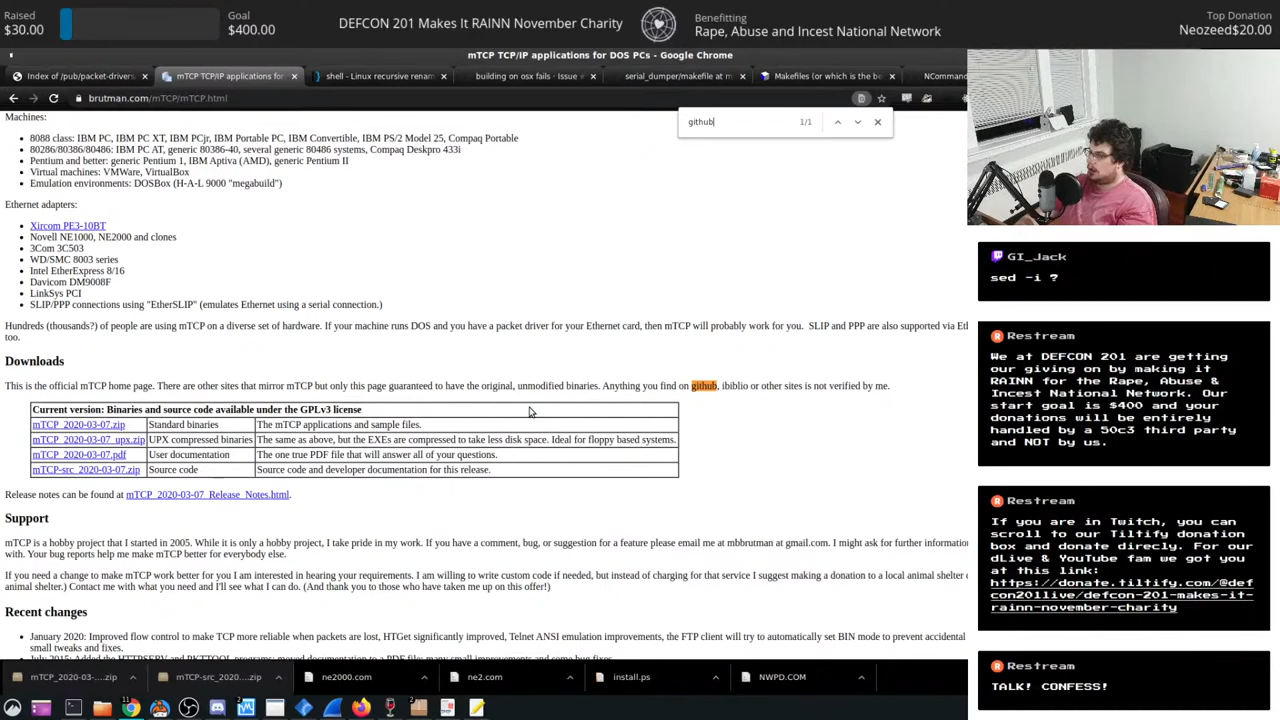 Raised
$30.00
Goal
$400.00
DEFCON 201 Makes It RAINN November Charity
Benefitting
Rape, Abuse and Incest National Network
Top Donation
Neozeed$20.00
mTCP TCP/IP applications for DOS PCs - Google Chrome
Index of /pub/packet-drivers
mTCP TCP/IP applications for
shell - Linux recursive renam
building on osx fails · Issue
serial_dumper/makefile at m
Makefiles (or which is the be
NCommand
brutman.com/mTCP/mTCP.html
github
1/1
Machines:
8088 class: IBM PC, IBM PC XT, IBM PCjr, IBM Portable PC, IBM Convertible, IBM PS/2 Model 25, Compaq Portable
80286/80386/80486: IBM PC AT, generic 80386-40, several generic 80486 systems, Compaq Deskpro 433i
Pentium and better: generic Pentium 1, IBM Aptiva (AMD), generic Pentium II
Virtual machines: VMWare, VirtualBox
Emulation environments: DOSBox (H-A-L 9000 "megabuild")
Ethernet adapters:
Xircom PE3-10BT
Novell NE1000, NE2000 and clones
3Com 3C503
WD/SMC 8003 series
Intel EtherExpress 8/16
Davicom DM9008F
LinkSys PCI
SLIP/PPP connections using "EtherSLIP" (emulates Ethernet using a serial connection.)
Hundreds (thousands?) of people are using mTCP on a diverse set of hardware. If your machine runs DOS and you have a packet driver for your Ethernet card, then mTCP will probably work for you. SLIP and PPP are also supported via Eth
too.
Downloads
This is the official mTCP home page. There are other sites that mirror mTCP but only this page guaranteed to have the original, unmodified binaries. Anything you find on github, ibiblio or other sites is not verified by me.
Current version: Binaries and source code available under the GPLv3 license
mTCP_2020-03-07.zip Standard binaries The mTCP applications and sample files.
mTCP_2020-03-07_upx.zip UPX compressed binaries The same as above, but the EXEs are compressed to take less disk space. Ideal for floppy based systems.
mTCP_2020-03-07.pdf User documentation The one true PDF file that will answer all of your questions.
mTCP-src_2020-03-07.zip Source code Source code and developer documentation for this release.
Release notes can be found at mTCP_2020-03-07_Release_Notes.html.
Support
mTCP is a hobby project that I started in 2005. While it is only a hobby project, I take pride in my work. If you have a comment, bug, or suggestion for a feature please email me at mbbrutman at gmail.com. I might ask for further information
with. Your bug reports help me make mTCP better for everybody else.
If you need a change to make mTCP work better for you I am interested in hearing your requirements. I am willing to write custom code if needed, but instead of charging for that service I suggest making a donation to a local animal shelter
animal shelter.) Contact me with what you need and I'll see what I can do. (And thank you to those who have taken me up on this offer!)
Recent changes
January 2020: Improved flow control to make TCP more reliable when packets are lost, HTGet significantly improved, Telnet ANSI emulation improvements, the FTP client will try to automatically set BIN mode to prevent accidental
small tweaks and fixes.
July 2015: Added the HTTPSERV and PKTTOOL programs; moved documentation to a PDF file; many small improvements and some bug fixes.
mTCP_2020-03-....zip
mTCP-src_2020....zip
ne2000.com
ne2.com
install.ps
NWPD.COM
11
2
2
GI_Jack
sed -i ?
Restream
We at DEFCON 201 are getting
our giving on by making it
RAINN for the Rape, Abuse &
Incest National Network. Our
start goal is $400 and your
donations will be entirely
handled by a 50c3 third party
and NOT by us.
Restream
If you are in Twitch, you can
scroll to our Tiltify donation
box and donate direcly. For our
dLive & YouTube fam we got you
at this link:
https://donate.tiltify.com/@def
con201live/defcon-201-makes-it-
rainn-november-charity
Restream
TALK! CONFESS!